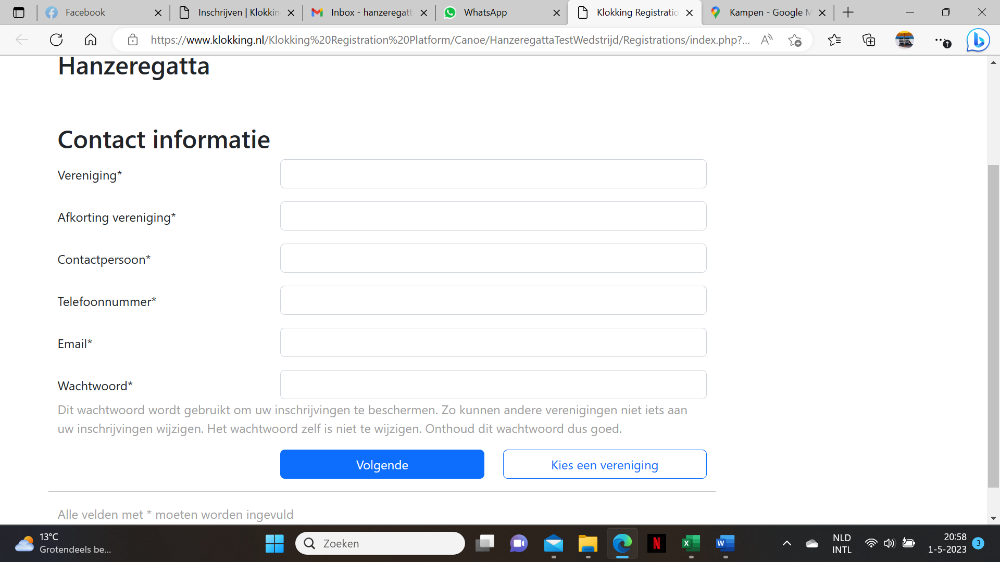 Facebook
Inschrijven | Klokkin
Inbox - hanzeregatt
WhatsApp
Klokking Registratio
Kampen - Google M
https://www.klokking.nl/Klokking%20Registration%20Platform/Canoe/HanzeregattaTestWedstrijd/Registrations/index.php?...
Hanzeregatta
Contact informatie
Vereniging*
Afkorting vereniging*
Contactpersoon*
Telefoonnummer*
Email*
Wachtwoord*
Dit wachtwoord wordt gebruikt om uw inschrijvingen te beschermen. Zo kunnen andere verenigingen niet iets aan
uw inschrijvingen wijzigen. Het wachtwoord zelf is niet te wijzigen. Onthoud dit wachtwoord dus goed.
Volgende
Kies een vereniging
Alle velden met * moeten worden ingevuld
13°C
Grotendeels be...
Zoeken
NLD
INTL
20:58
1-5-2023
3